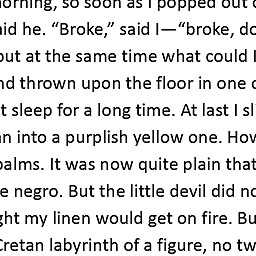 orning, so soon as I popped out o
aid he. “Broke,” said I—“broke, do
out at the same time what could I
nd thrown upon the floor in one
t sleep for a long time. At last I sl
an into a purplish yellow one. How
palms. It was now quite plain that
e negro. But the little devil did no
ght my linen would get on fire. Bu
Cretan labyrinth of a figure, no tw